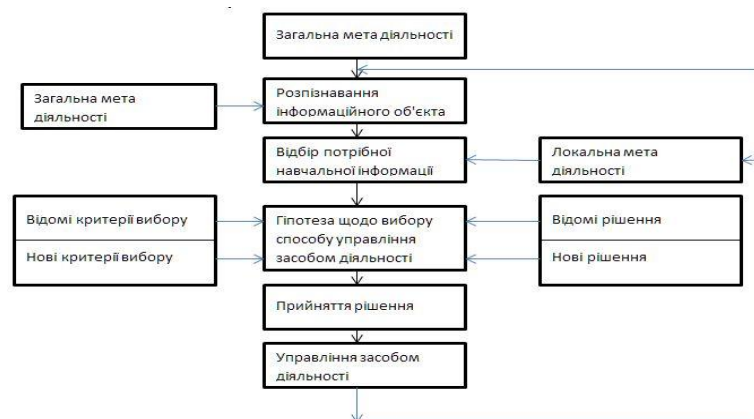 Загальна мета діяльності
Розпізнавання
інформаційного об'єкта
Загальна мета
діяльності
Відбір потрібної
навчальної інформації
Локальна мета
діяльності
Відомі критерії вибору
Нові критерії вибору
Гіпотеза щодо вибору
способу управління
засобом діяльності
Відомі рішення
Нові рішення
Прийняття рішення
Управління засобом
діяльності